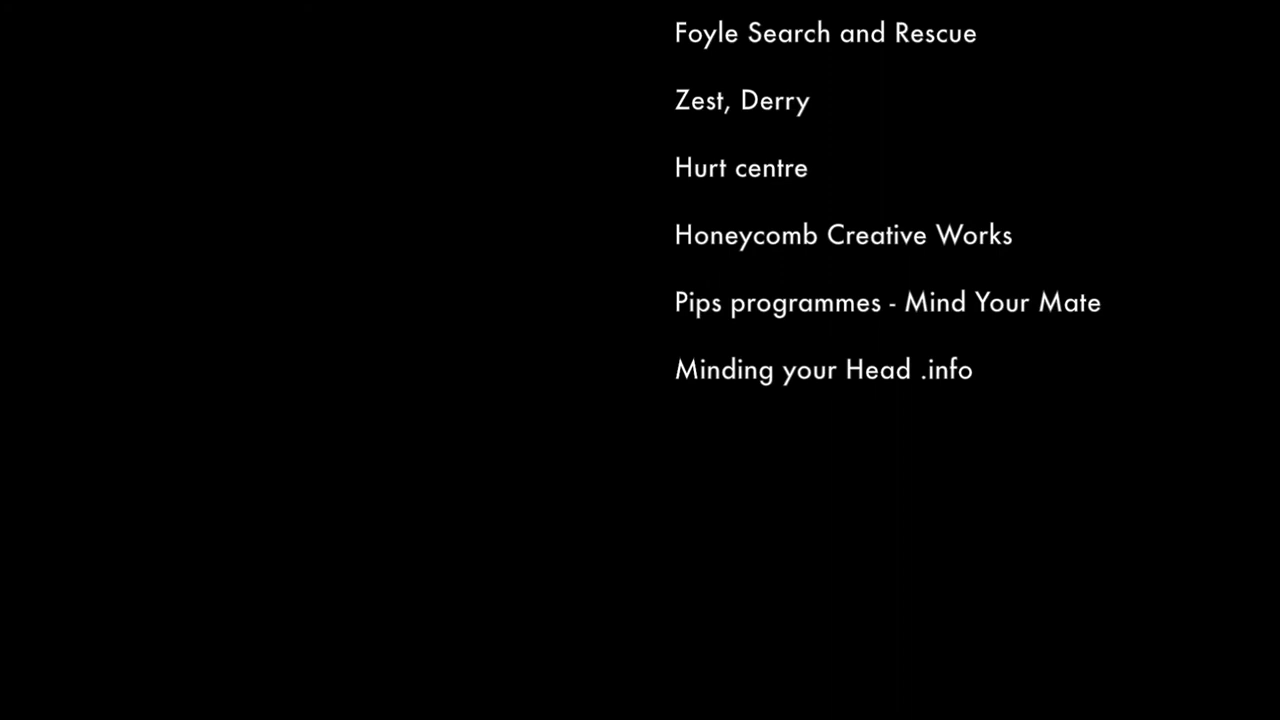 Foyle Search and Rescue
Zest, Derry
Hurt centre
Honeycomb Creative Works
Pips programmes - Mind Your Mate
Minding your Head .info